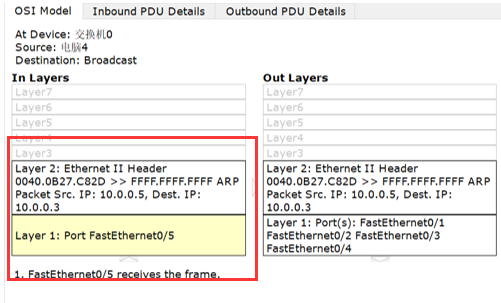 OSI Model
Inbound PDU Details
Outbound PDU Details
At Device: 交换机0
Source: 电脑4
Destination: Broadcast
In Layers
Layer7
Layer6
Layer5
Layer4
Layer3
Layer 2: Ethernet II Header
0040.0B27.C82D >> FFFF.FFFF.FFFF ARP
Packet Src. IP: 10.0.0.5, Dest. IP:
10.0.0.3
Layer 1: Port FastEthernet0/5
1. FastEthernet0/5 receives the frame.
Out Layers
Layer7
Layer6
Layer5
Layer4
Layer3
Layer 2: Ethernet II Header
0040.0B27.C82D >> FFFF.FFFF.FFFF ARP
Packet Src. IP: 10.0.0.5, Dest. IP:
10.0.0.3
Layer 1: Port(s): FastEthernet0/1
FastEthernet0/2 FastEthernet0/3
FastEthernet0/4